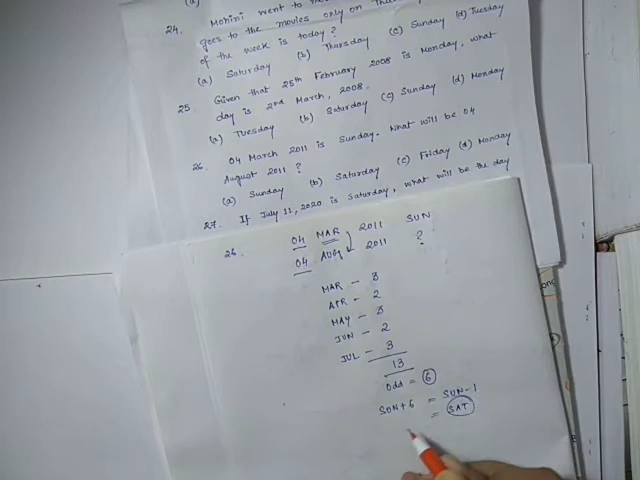 24. Mohini went to
goes to the movies only on
of the week is today?
(a) Saturday (b) Thursday (c) Sunday (d) Tuesday
25. Given that 25th February 2008 is Monday, what
day is 2nd March, 2008.
(a) Tuesday (b) Saturday (c) Sunday (d) Monday
26. 04 March 2011 is Sunday. What will be 04
August 2011 ?
(a) Sunday (b) Saturday (c) Friday (d) Monday
27. If July 11, 2020 is Saturday, what will be the day
26. 04 MAR 2011 SUN
04 AUG 2011 ?
MAR - 3
APR - 2
MAY - 3
JUN - 2
JUL - 3
13
Odd = 6
SUN+6 = SUN-1
= SAT